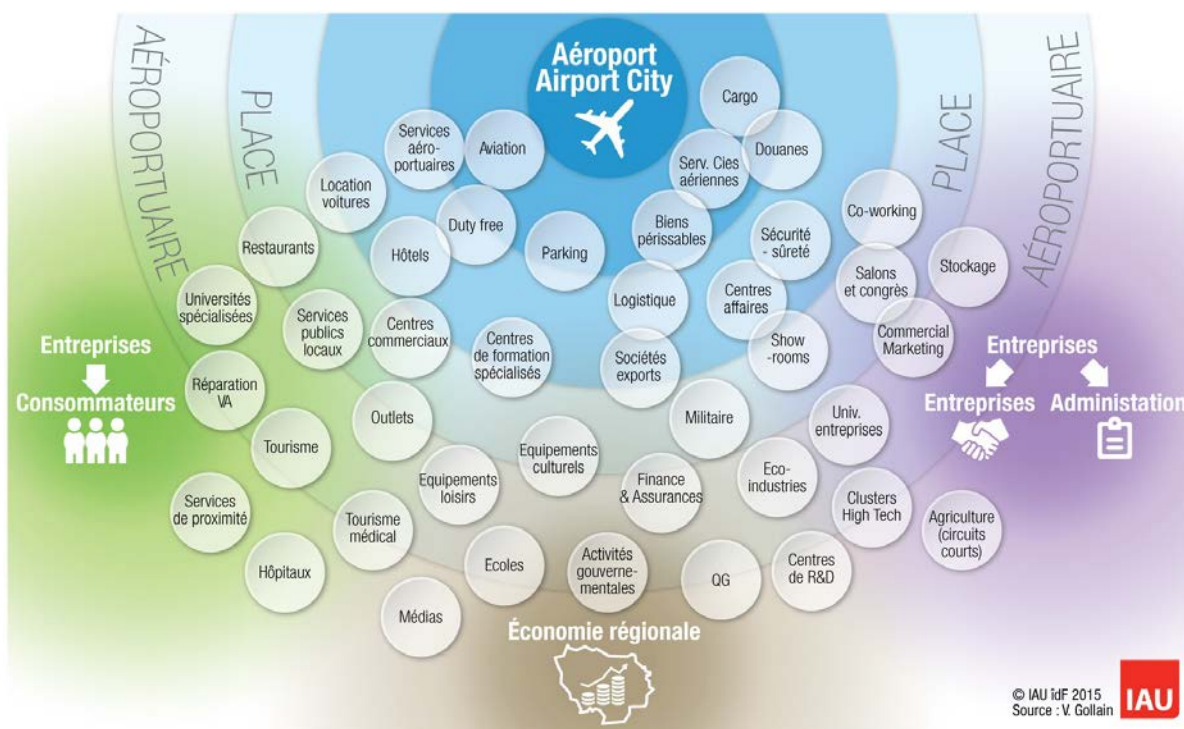 Aéroport
Airport City
AÉROPORTUAIRE
PLACE
PLACE
AÉROPORTUAIRE
Cargo
Services
aéro-
portuaires
Aviation
Douanes
Serv. Cies
aériennes
Location
voitures
Co-working
Duty free
Biens
périssables
Restaurants
Hôtels
Parking
Sécurité
- sûreté
Stockage
Salons
et congrès
Universités
spécialisées
Logistique
Centres
affaires
Services
publics
locaux
Centres
commerciaux
Centres
de formation
spécialisés
Sociétés
exports
Show
-rooms
Commercial
Marketing
Entreprises
Consommateurs
Entreprises
Entreprises
Administation
Réparation
VA
Outlets
Militaire
Univ.
entreprises
Tourisme
Equipements
culturels
Equipements
loisirs
Finance
& Assurances
Eco-
industries
Clusters
High Tech
Services
de proximité
Tourisme
médical
Agriculture
(circuits
courts)
Hôpitaux
Ecoles
Activités
gouverne-
mentales
QG
Centres
de R&D
Médias
Économie régionale
© IAU îdF 2015
Source : V. Gollain
IAU